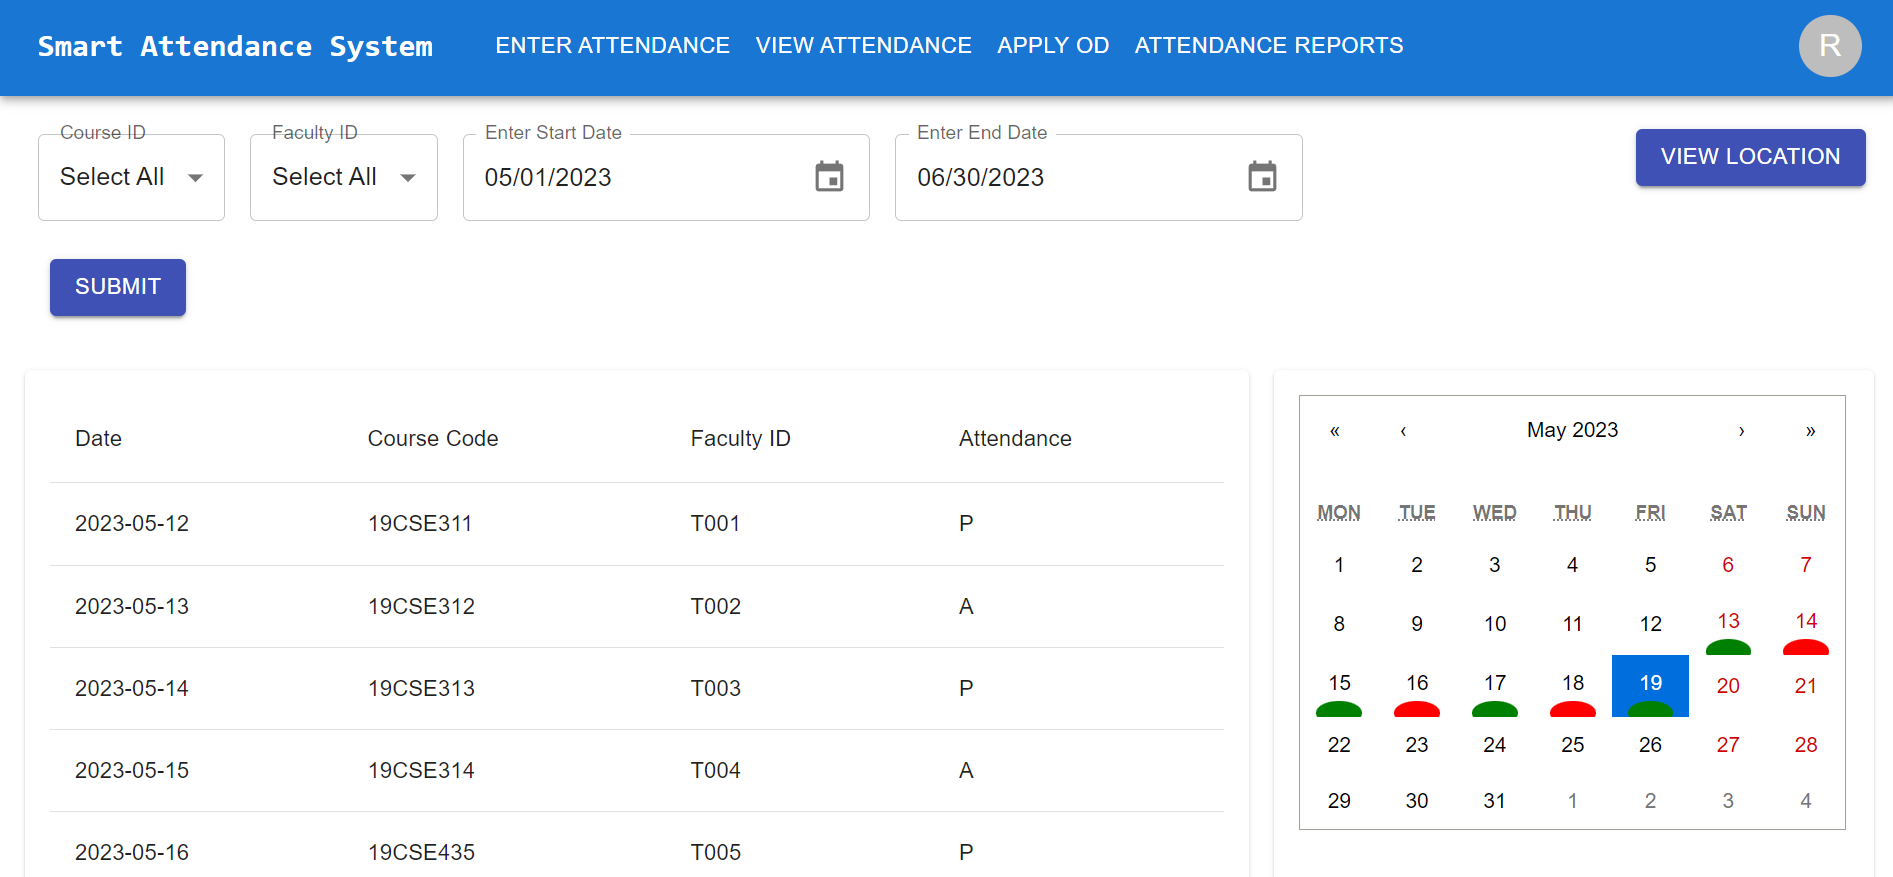 Smart Attendance System ENTER ATTENDANCE VIEW ATTENDANCE APPLY OD ATTENDANCE REPORTS R
Course ID Faculty ID Enter Start Date Enter End Date
Select All Select All 05/01/2023 06/30/2023 VIEW LOCATION
SUBMIT
Date Course Code Faculty ID Attendance
2023-05-12 19CSE311 T001 P
2023-05-13 19CSE312 T002 A
2023-05-14 19CSE313 T003 P
2023-05-15 19CSE314 T004 A
2023-05-16 19CSE435 T005 P
« ‹ May 2023 › »
MON TUE WED THU FRI SAT SUN
1 2 3 4 5 6 7
8 9 10 11 12 13 14
15 16 17 18 19 20 21
22 23 24 25 26 27 28
29 30 31 1 2 3 4